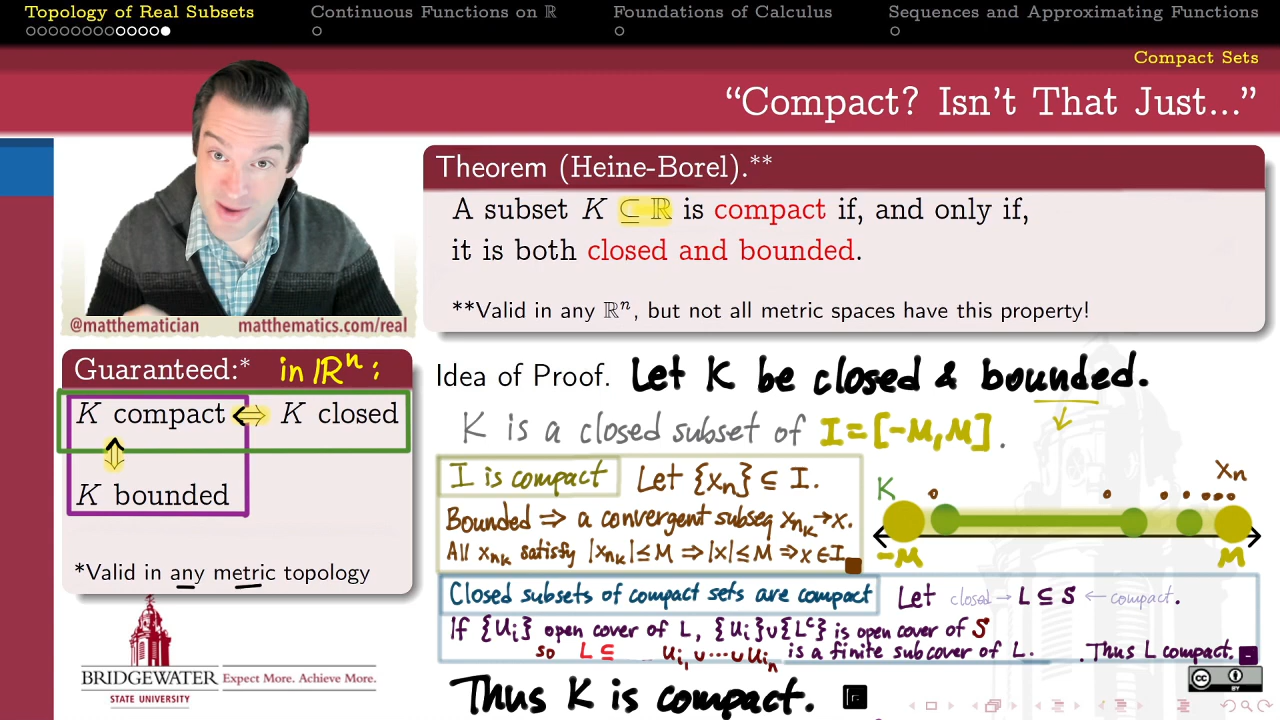 Topology of Real Subsets Continuous Functions on ℝ Foundations of Calculus Sequences and Approximating Functions
Compact Sets
“Compact? Isn’t That Just...”
@matthematician matthematics.com/real
Theorem (Heine-Borel).**
A subset K ⊆ ℝ is compact if, and only if,
it is both closed and bounded.
**Valid in any ℝⁿ, but not all metric spaces have this property!
Guaranteed:* in ℝⁿ:
K compact ⇔ K closed
⇕
K bounded
*Valid in any metric topology
BRIDGEWATER
STATE UNIVERSITY
Expect More. Achieve More.
Idea of Proof. Let K be closed & bounded.
K is a closed subset of I=[-M,M].
I is compact Let {xₙ} ⊆ I.
Bounded ⇒ a convergent subseq xₙₖ→x.
All xₙₖ satisfy |xₙₖ|≤M ⇒|x|≤M ⇒x∈I
K xₙ
-M M
Closed subsets of compact sets are compact Let closed → L ⊆ S ← compact.
If {Uᵢ} open cover of L, {Uᵢ}∪{Lᶜ} is open cover of S
so L ⊆ Uᵢ₁ ∪ ··· ∪ Uᵢₙ is a finite subcover of L. Thus L compact.
Thus K is compact.
CC BY